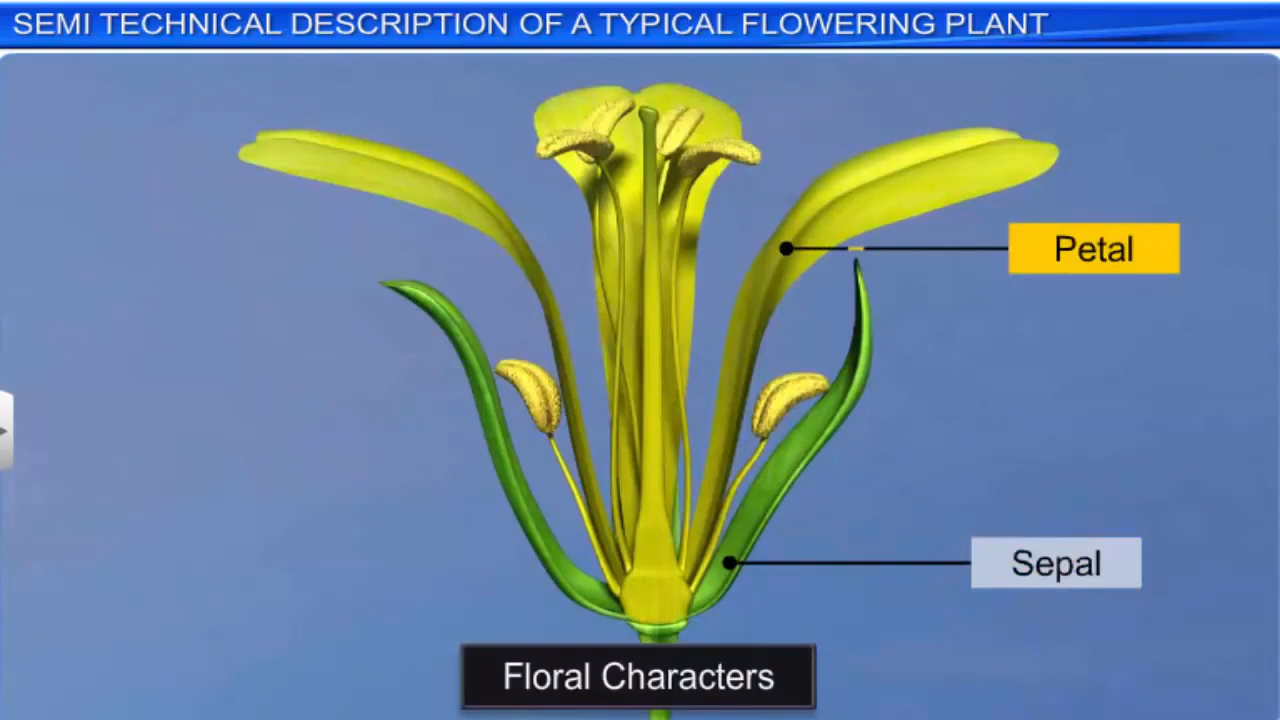 SEMI TECHNICAL DESCRIPTION OF A TYPICAL FLOWERING PLANT
Petal
Sepal
Floral Characters